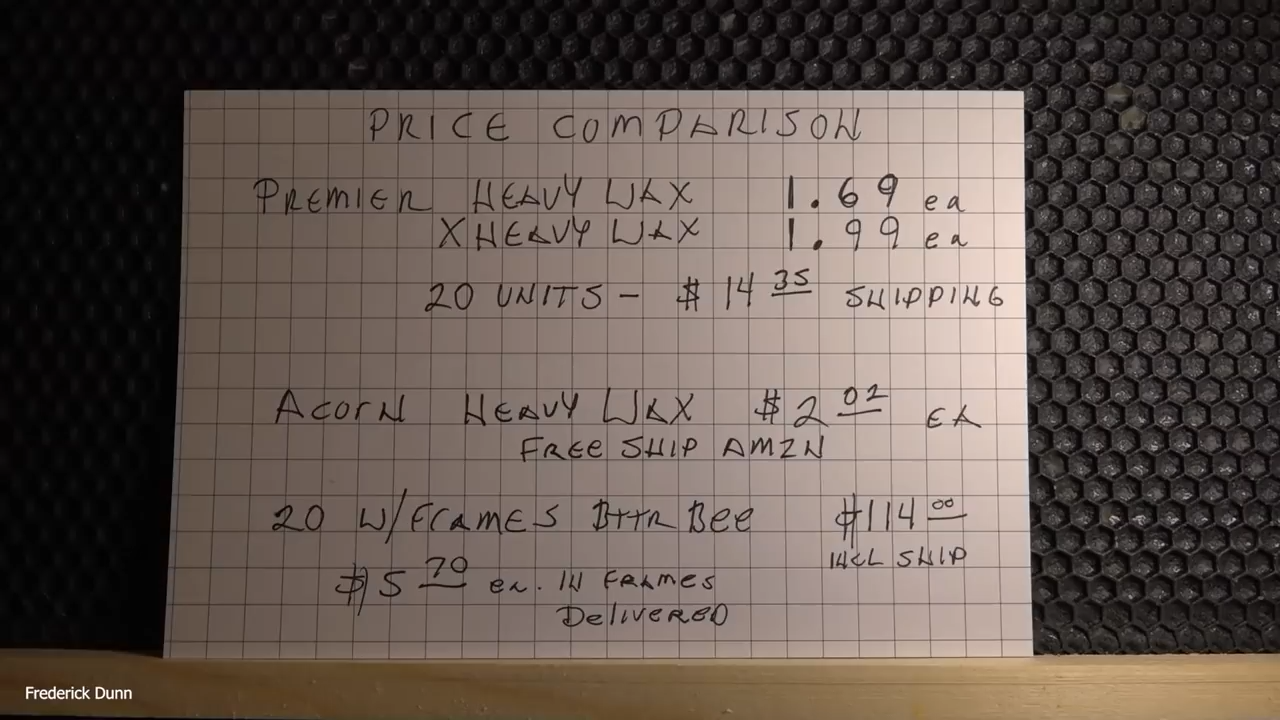 PRICE COMPARISON
PREMIER HEAVY WAX 1.69 ea
XHEAVY WAX 1.99 ea
20 UNITS - $14 35 SHIPPING
Acorn HEAVY WAX $2 02 EA
FREE SHIP AMZN
20 W/FRAMES BttR Bee $114 00
INCL SHIP
$5 70 ea. IN FRAMES
DeliVERED
Frederick Dunn